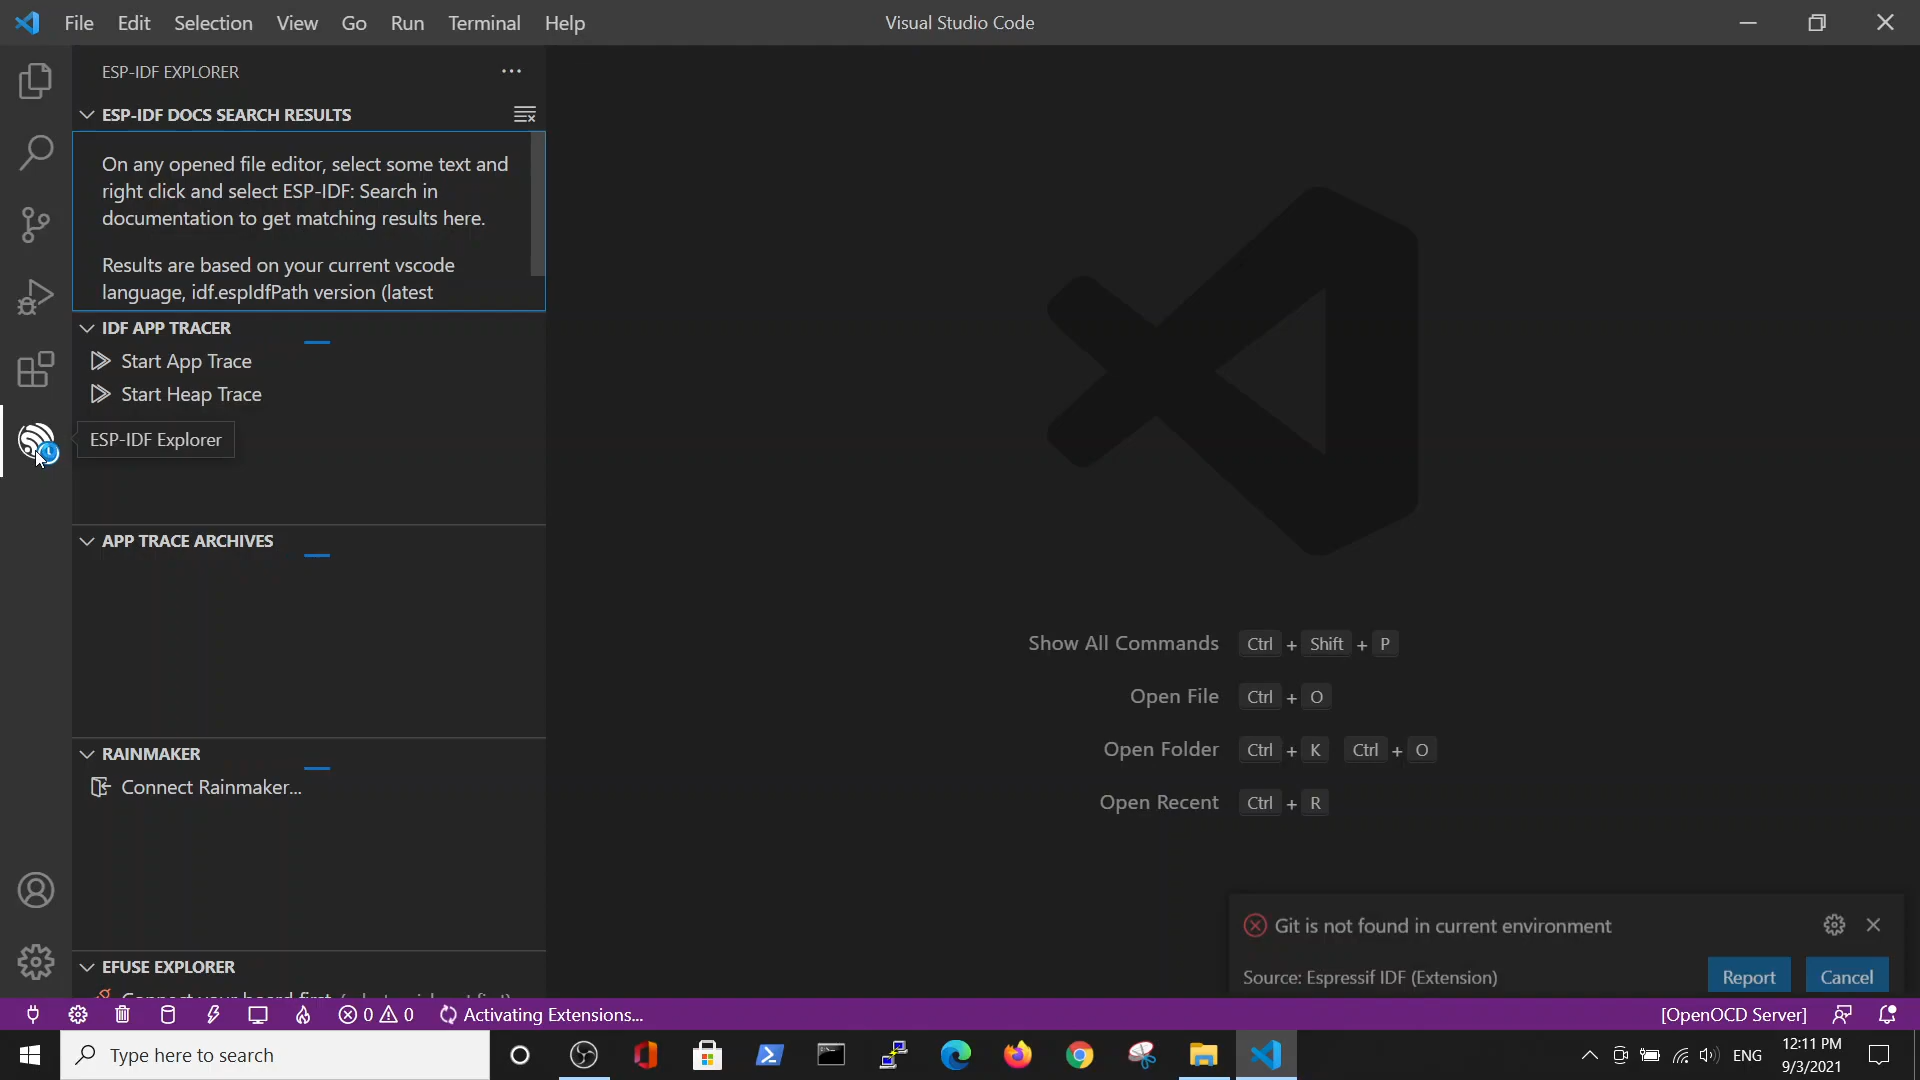 File Edit Selection View Go Run Terminal Help
Visual Studio Code
ESP-IDF EXPLORER
ESP-IDF DOCS SEARCH RESULTS
On any opened file editor, select some text and
right click and select ESP-IDF: Search in
documentation to get matching results here.
Results are based on your current vscode
language, idf.espIdfPath version (latest
IDF APP TRACER
Start App Trace
Start Heap Trace
ESP-IDF Explorer
APP TRACE ARCHIVES
RAINMAKER
Connect Rainmaker...
EFUSE EXPLORER
Show All Commands Ctrl + Shift + P
Open File Ctrl + O
Open Folder Ctrl + K Ctrl + O
Open Recent Ctrl + R
Git is not found in current environment
Source: Espressif IDF (Extension)
Report Cancel
0 0 Activating Extensions...
[OpenOCD Server]
Type here to search
ENG
12:11 PM
9/3/2021